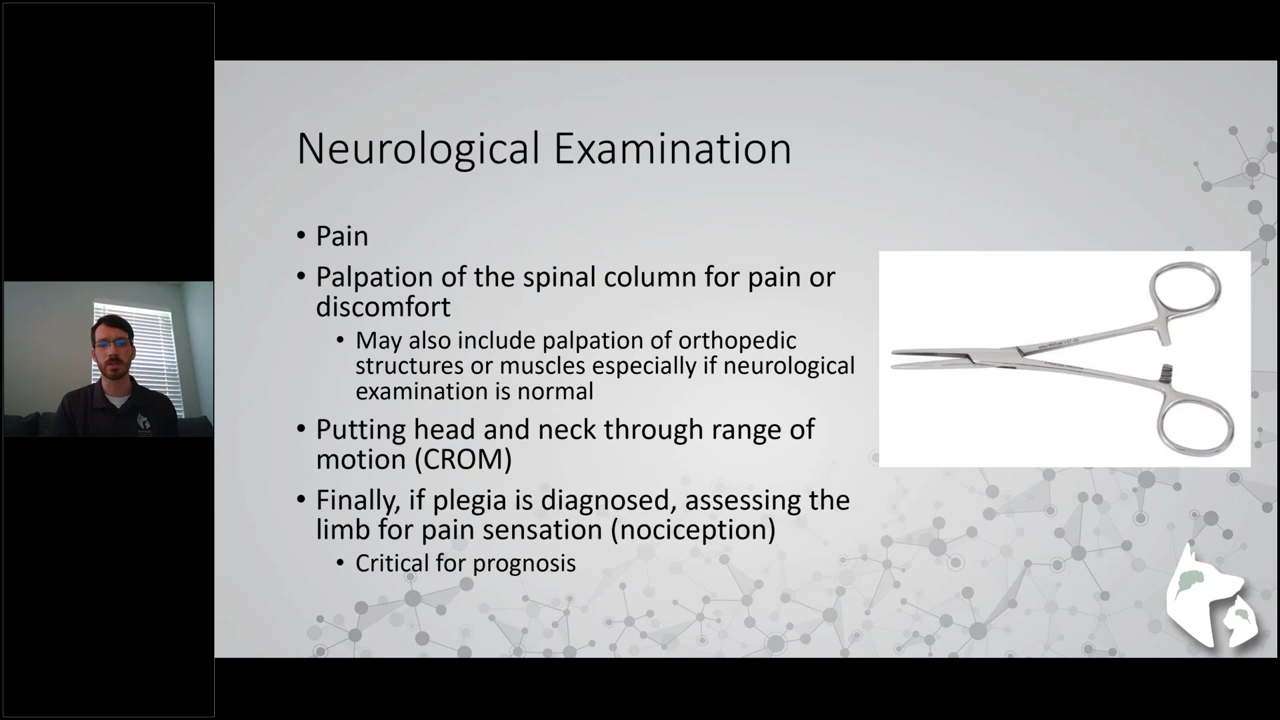 Neurological Examination
• Pain
• Palpation of the spinal column for pain or
discomfort
• May also include palpation of orthopedic
structures or muscles especially if neurological
examination is normal
• Putting head and neck through range of
motion (CROM)
• Finally, if plegia is diagnosed, assessing the
limb for pain sensation (nociception)
• Critical for prognosis